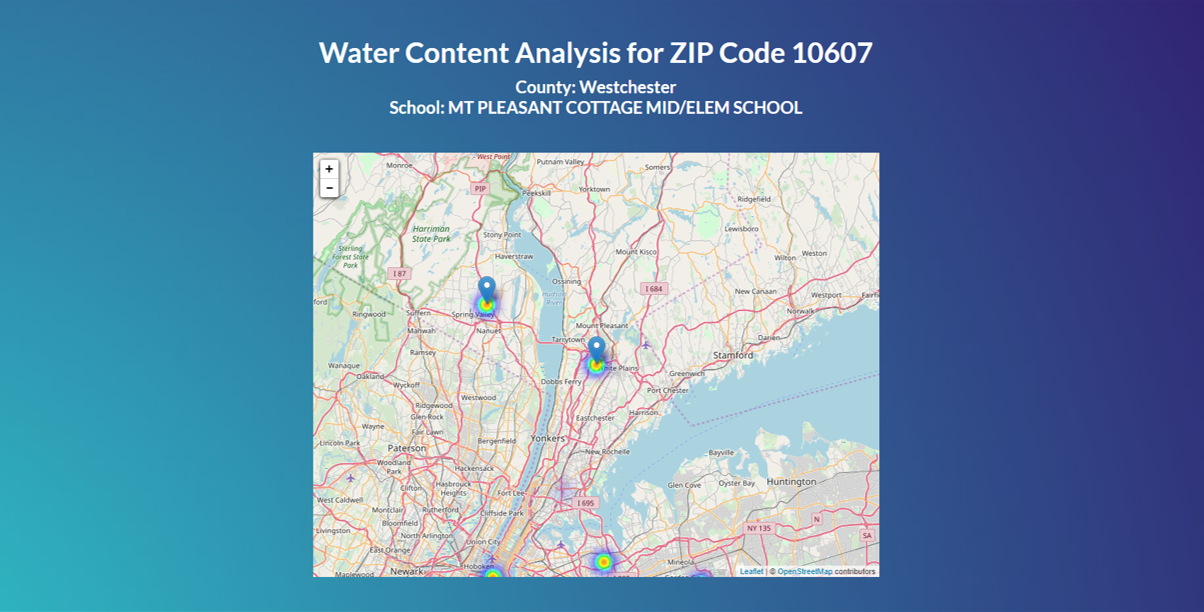 Water Content Analysis for ZIP Code 10607
County: Westchester
School: MT PLEASANT COTTAGE MID/ELEM SCHOOL
+
−
West Point
Monroe
Putnam Valley
Somers
PIP
Peekskill
Yorktown
Ridgefield
Harriman
State Park
Lewisboro
Stony Point
Sterling
Forest State
Park
Mount Kisco
Haverstraw
Weston
Wilton
I 87
Ossining
I 684
New Canaan
Westport
Hudson
River
ford
Ringwood
Suffern
Spring Valley
Norwalk
Mahwah
Nanuet
Mount Pleasant
Tarrytown
Darien
Ramsey
Stamford
Wanaque
White Plains
Oakland
Greenwich
Wyckoff
Dobbs Ferry
Port Chester
Westwood
Ridgewood
Harrison
Glen Rock
Eastchester
Wayne
Fair Lawn
Lincoln Park
Bergenfield
Yonkers
Paterson
New Rochelle
Bayville
Woodland
Park
Hackensack
Clifton
Hasbrouck
Heights
Fort Lee
Glen Cove
Oyster Bay
Huntington
West Caldwell
I 695
Montclair
Rutherford
Cliffside Park
Bloomfield
N
NY 135
Livingston
North Arlington
Union City
SA
East Orange
Mineola
Hoboken
Newark
Maplewood
Leaflet | © OpenStreetMap contributors